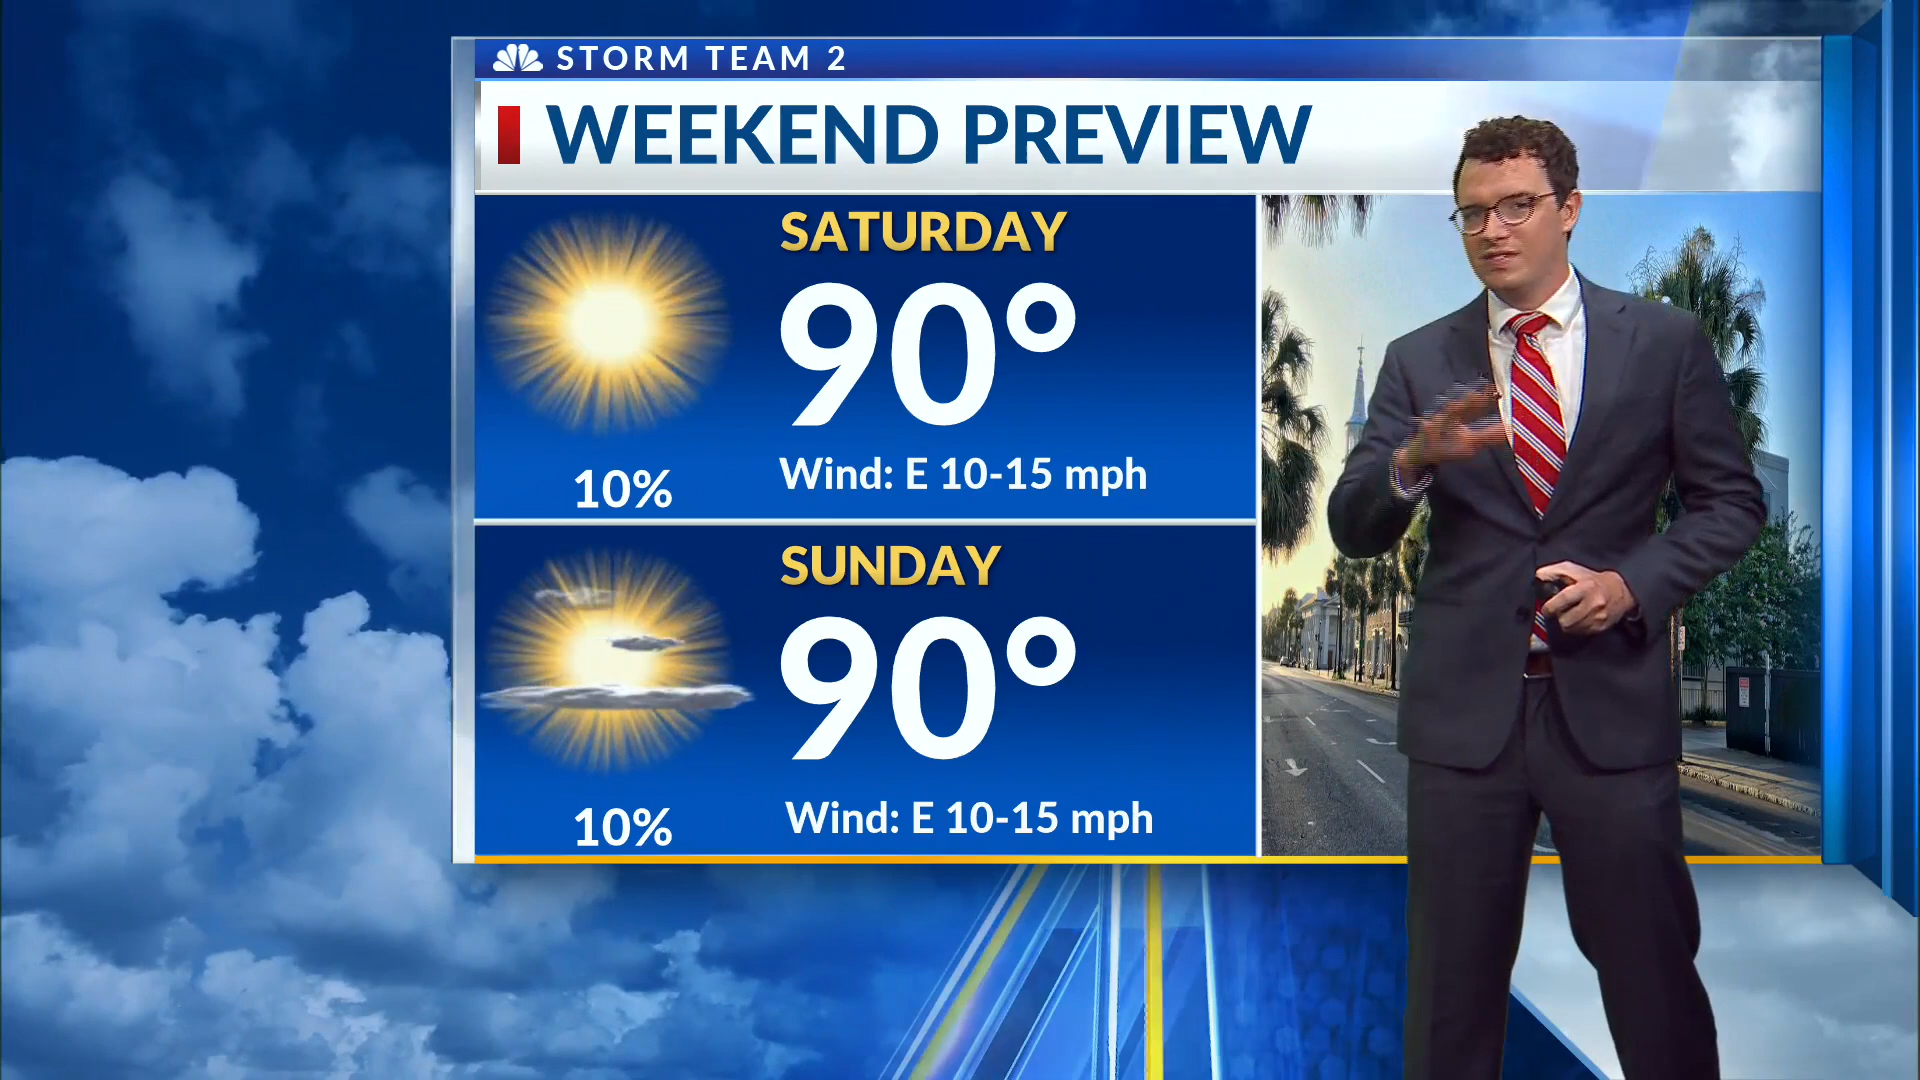 STORM TEAM 2
WEEKEND PREVIEW
SATURDAY
90°
10%
Wind: E 10-15 mph
SUNDAY
90°
10%
Wind: E 10-15 mph